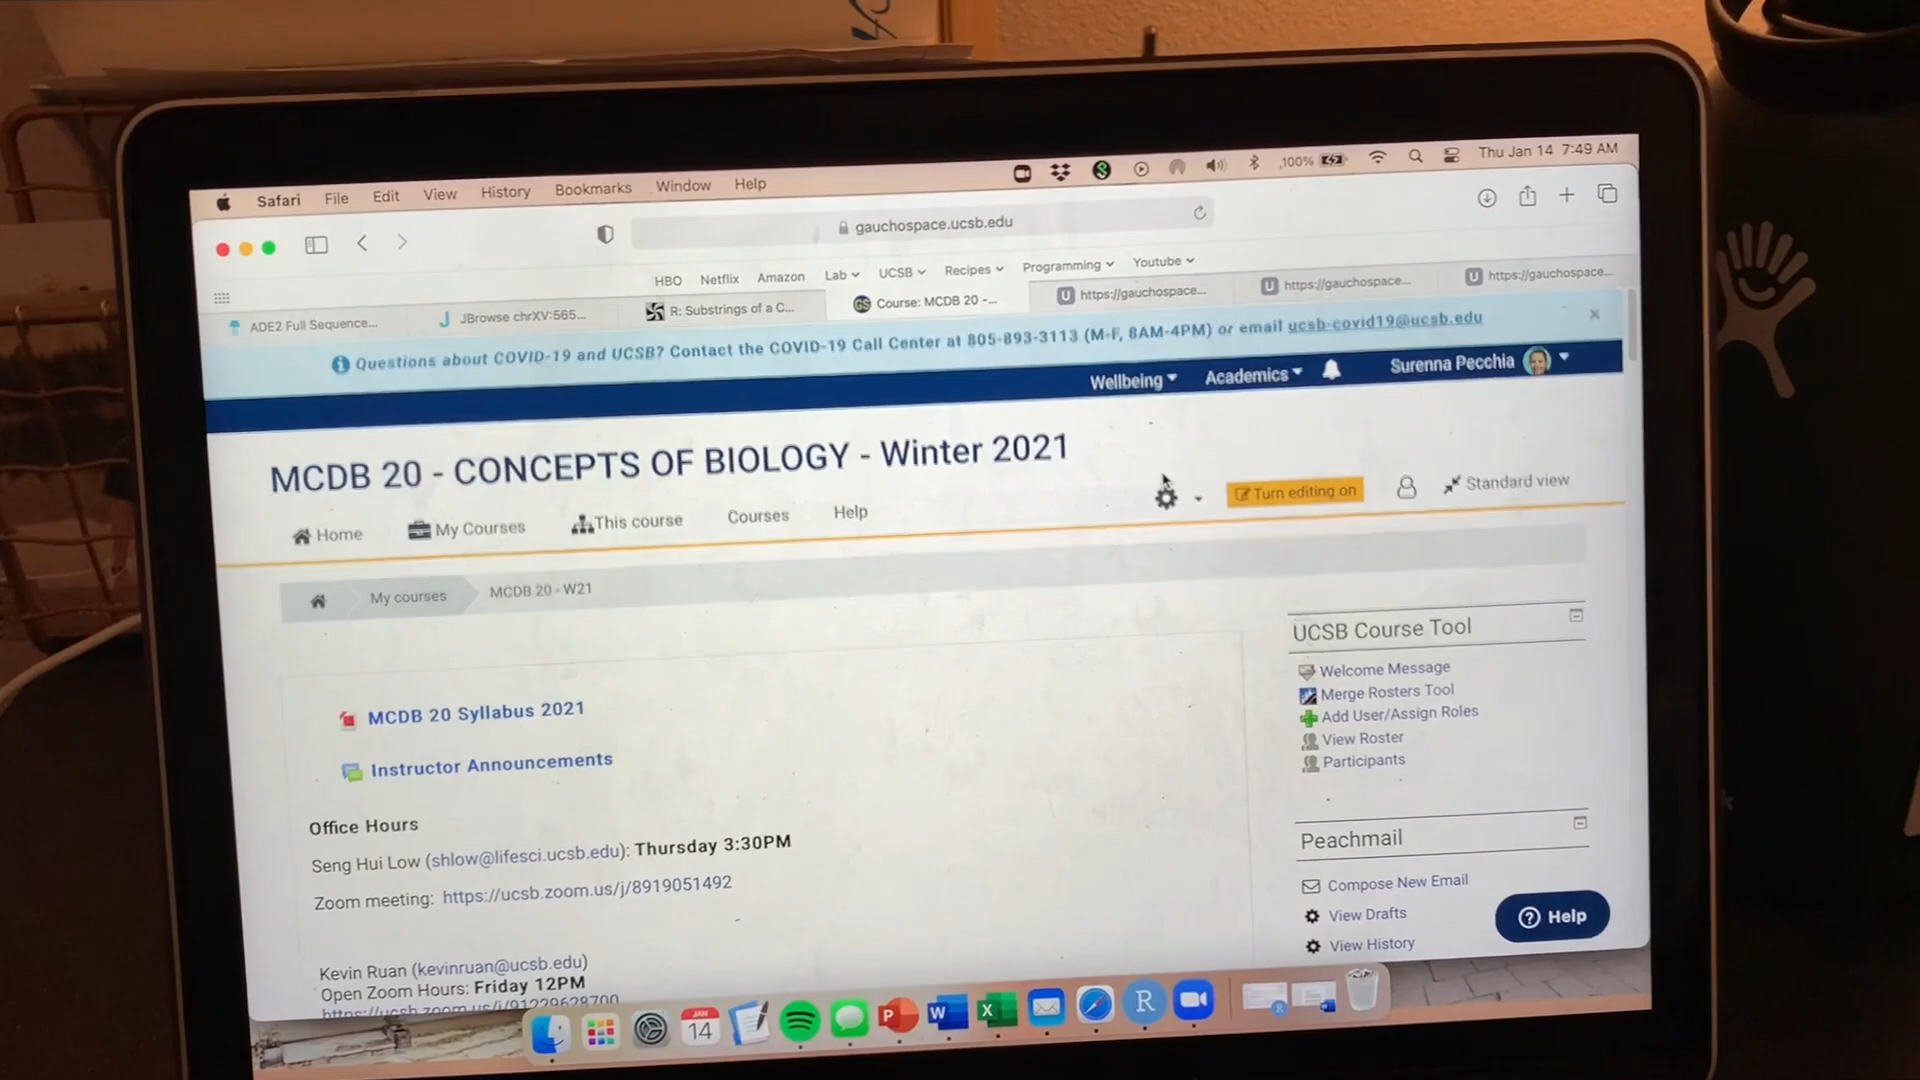 Safari File Edit View History Bookmarks Window Help 100% Thu Jan 14 7:49 AM
gauchospace.ucsb.edu
HBO Netflix Amazon Lab UCSB Recipes Programming Youtube
ADE2 Full Sequence... JBrowse chrXV:565... R: Substrings of a C... Course: MCDB 20 -... https://gauchospace... https://gauchospace... https://gauchospace...
Questions about COVID-19 and UCSB? Contact the COVID-19 Call Center at 805-893-3113 (M-F, 8AM-4PM) or email ucsb-covid19@ucsb.edu
Wellbeing Academics Surenna Pecchia
MCDB 20 - CONCEPTS OF BIOLOGY - Winter 2021
Turn editing on Standard view
Home My Courses This course Courses Help
My courses MCDB 20 - W21
UCSB Course Tool
Welcome Message
Merge Rosters Tool
Add User/Assign Roles
View Roster
Participants
MCDB 20 Syllabus 2021
Instructor Announcements
Office Hours
Seng Hui Low (shlow@lifesci.ucsb.edu): Thursday 3:30PM
Zoom meeting: https://ucsb.zoom.us/j/8919051492
Peachmail
Compose New Email
View Drafts
View History
Help
Kevin Ruan (kevinruan@ucsb.edu)
Open Zoom Hours: Friday 12PM
https://ucsb.zoom.us/j/91229628700
JAN
14
P
W
X
R